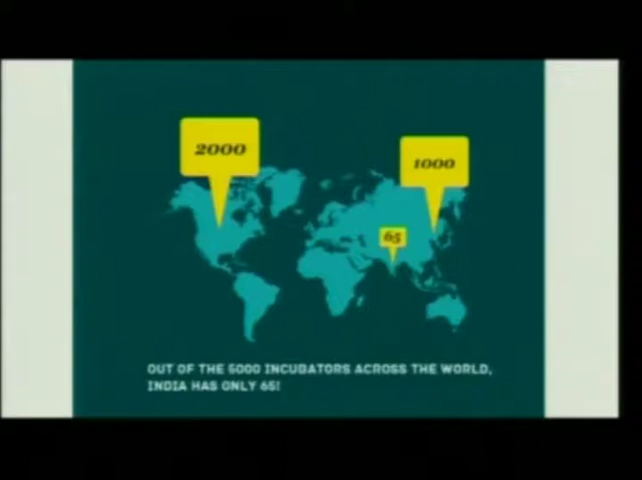 2000
1000
65
OUT OF THE 5000 INCUBATORS ACROSS THE WORLD,
INDIA HAS ONLY 65!